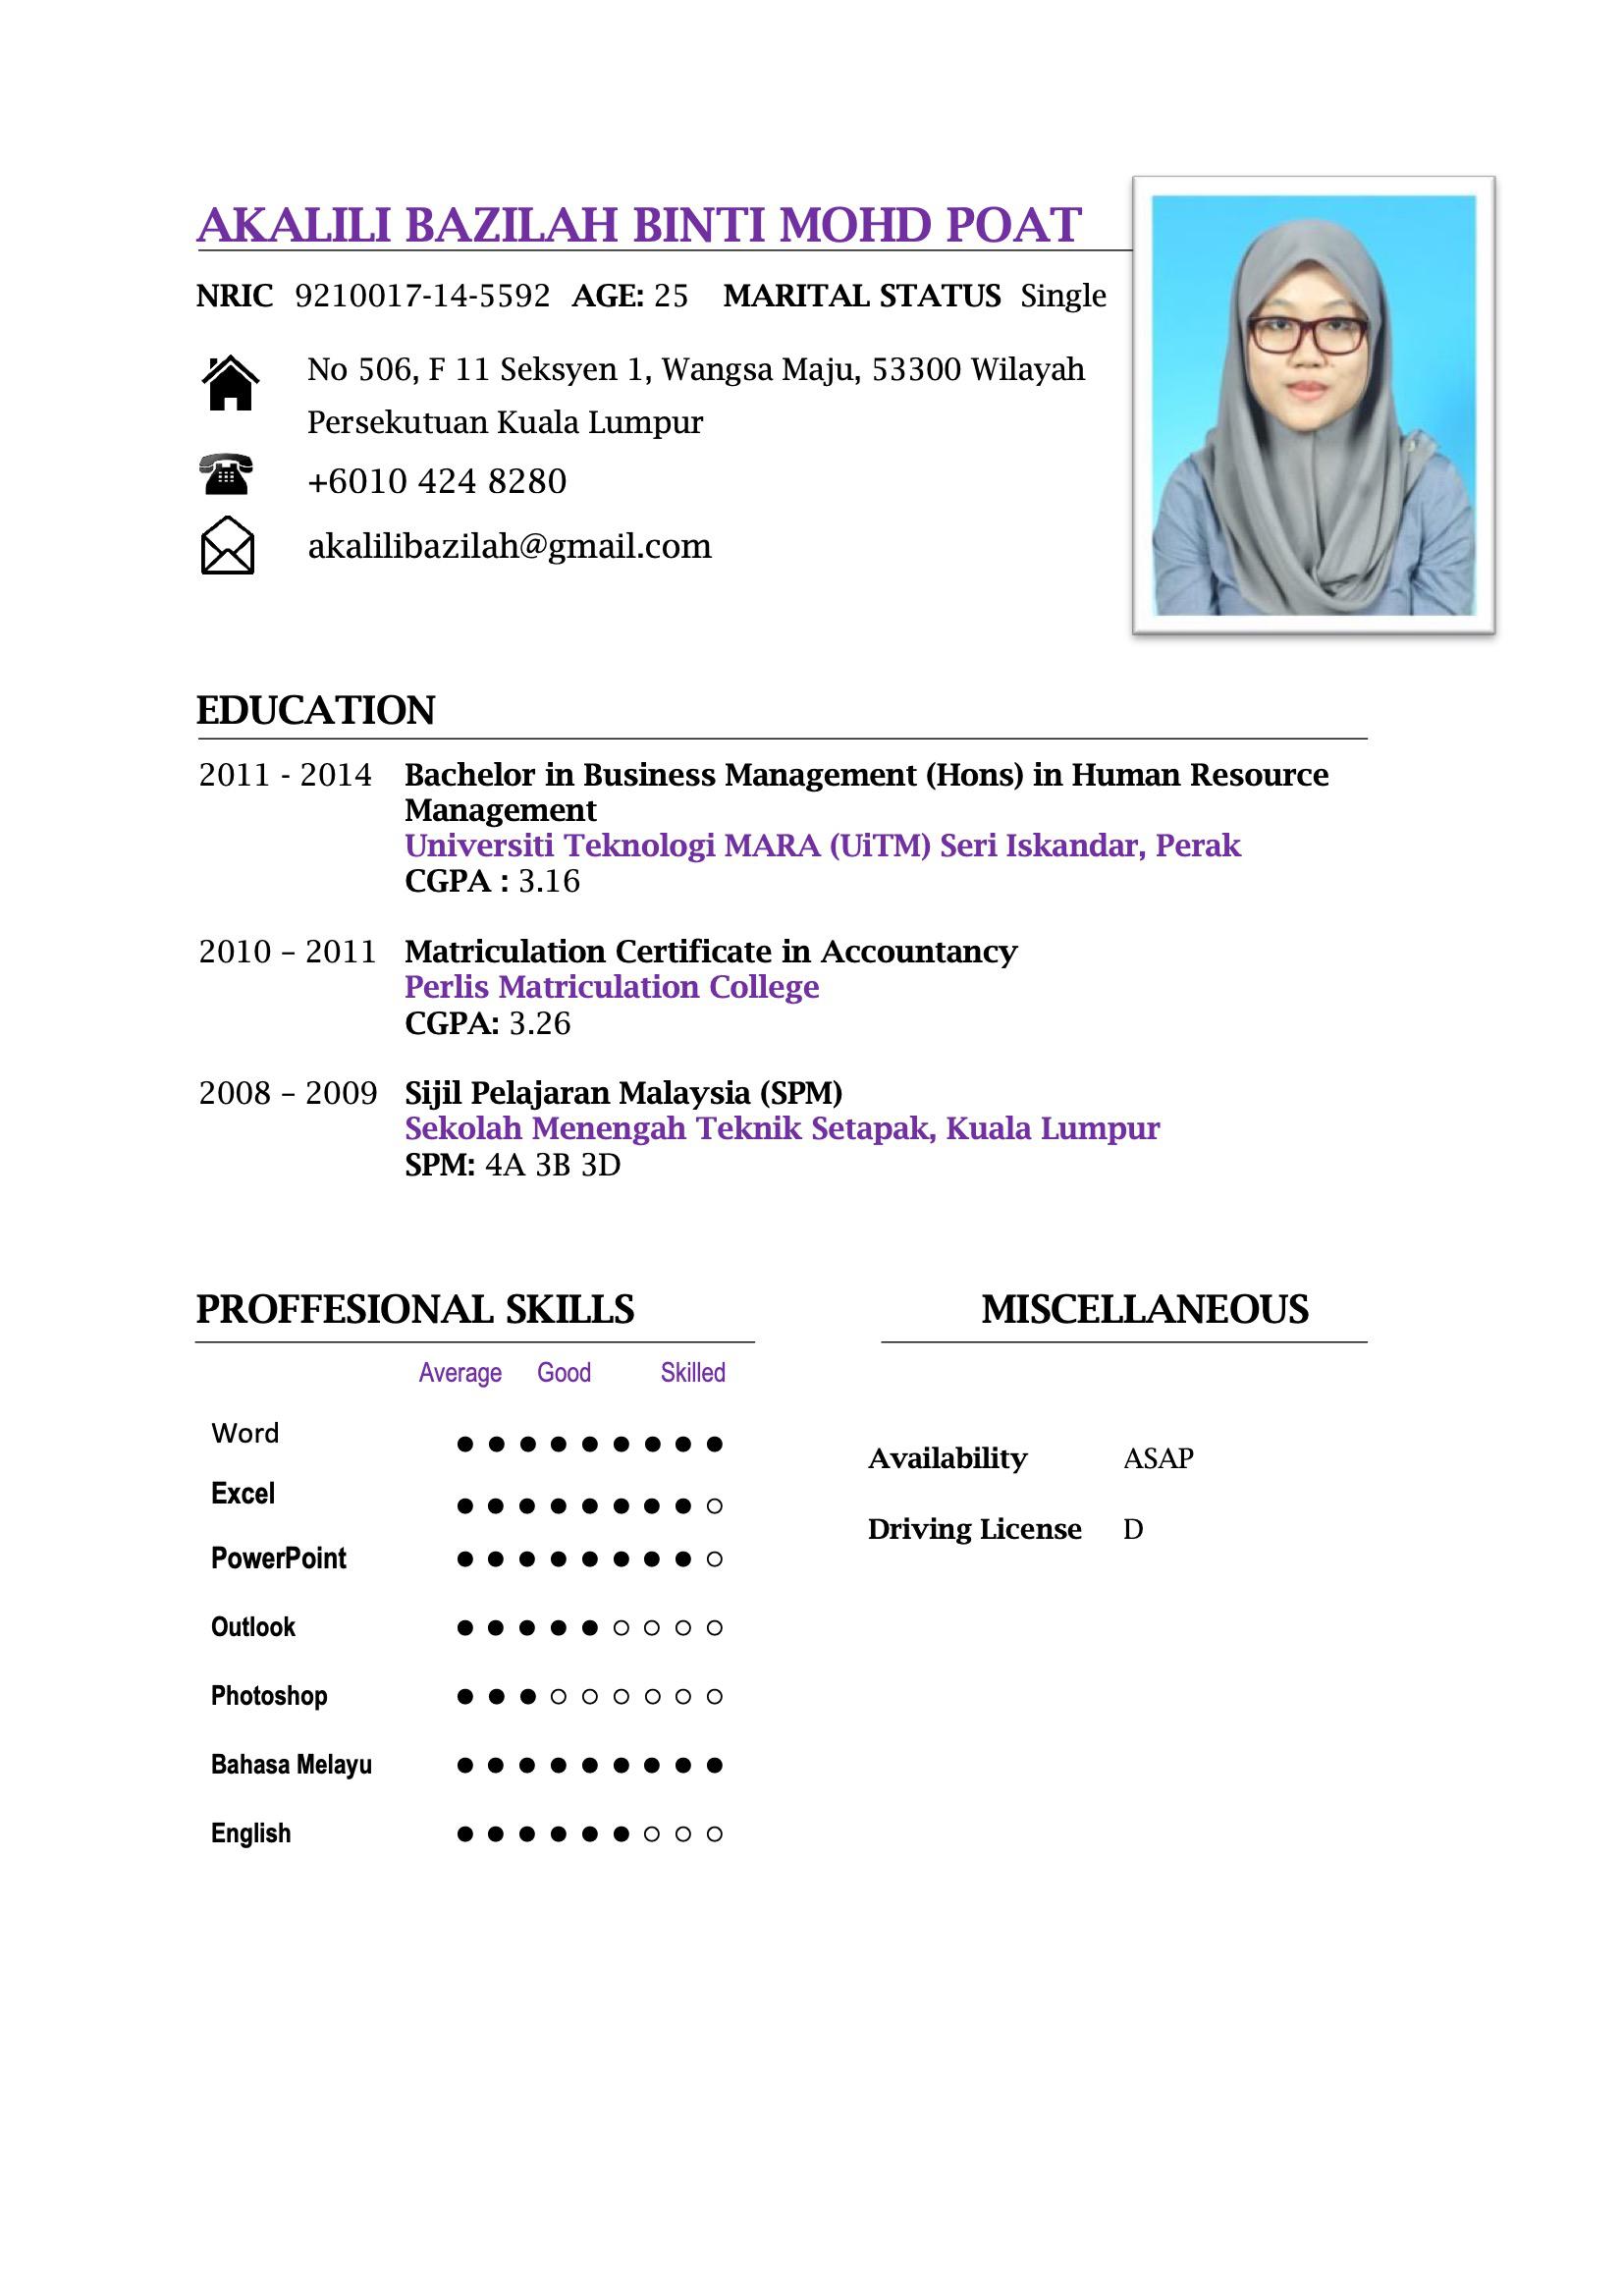 AKALILI BAZILAH BINTI MOHD POAT
NRIC 9210017-14-5592 AGE: 25 MARITAL STATUS Single
No 506, F 11 Seksyen 1, Wangsa Maju, 53300 Wilayah
Persekutuan Kuala Lumpur
+6010 424 8280
akalilibazilah@gmail.com
EDUCATION
2011 - 2014 Bachelor in Business Management (Hons) in Human Resource
Management
Universiti Teknologi MARA (UiTM) Seri Iskandar, Perak
CGPA : 3.16
2010 – 2011 Matriculation Certificate in Accountancy
Perlis Matriculation College
CGPA: 3.26
2008 – 2009 Sijil Pelajaran Malaysia (SPM)
Sekolah Menengah Teknik Setapak, Kuala Lumpur
SPM: 4A 3B 3D
PROFFESIONAL SKILLS
Average Good Skilled
Word
Excel
PowerPoint
Outlook
Photoshop
Bahasa Melayu
English
MISCELLANEOUS
Availability ASAP
Driving License D